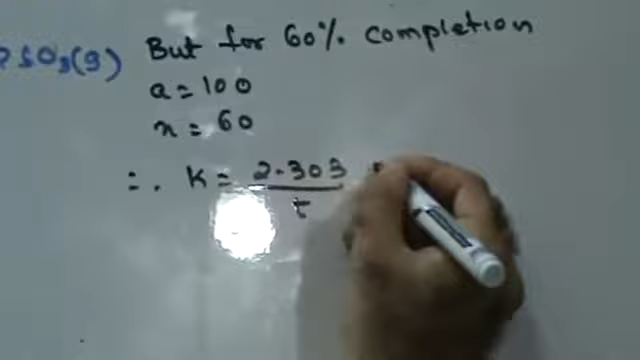 SO₃(g) But for 60% completion
a = 100
x = 60
∴ K = 2.303
t